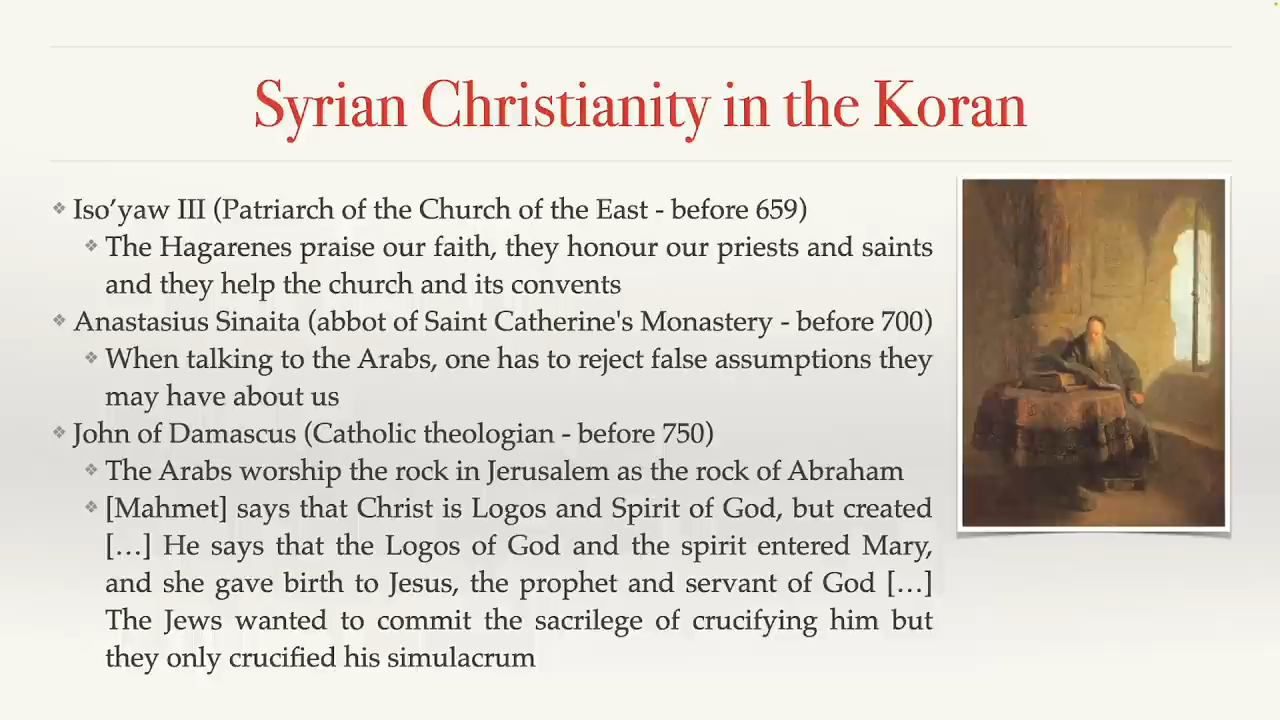 Syrian Christianity in the Koran
❖ Iso’yaw III (Patriarch of the Church of the East - before 659)
❖ The Hagarenes praise our faith, they honour our priests and saints
and they help the church and its convents
❖ Anastasius Sinaita (abbot of Saint Catherine's Monastery - before 700)
❖ When talking to the Arabs, one has to reject false assumptions they
may have about us
❖ John of Damascus (Catholic theologian - before 750)
❖ The Arabs worship the rock in Jerusalem as the rock of Abraham
❖ [Mahmet] says that Christ is Logos and Spirit of God, but created
[…] He says that the Logos of God and the spirit entered Mary,
and she gave birth to Jesus, the prophet and servant of God […]
The Jews wanted to commit the sacrilege of crucifying him but
they only crucified his simulacrum